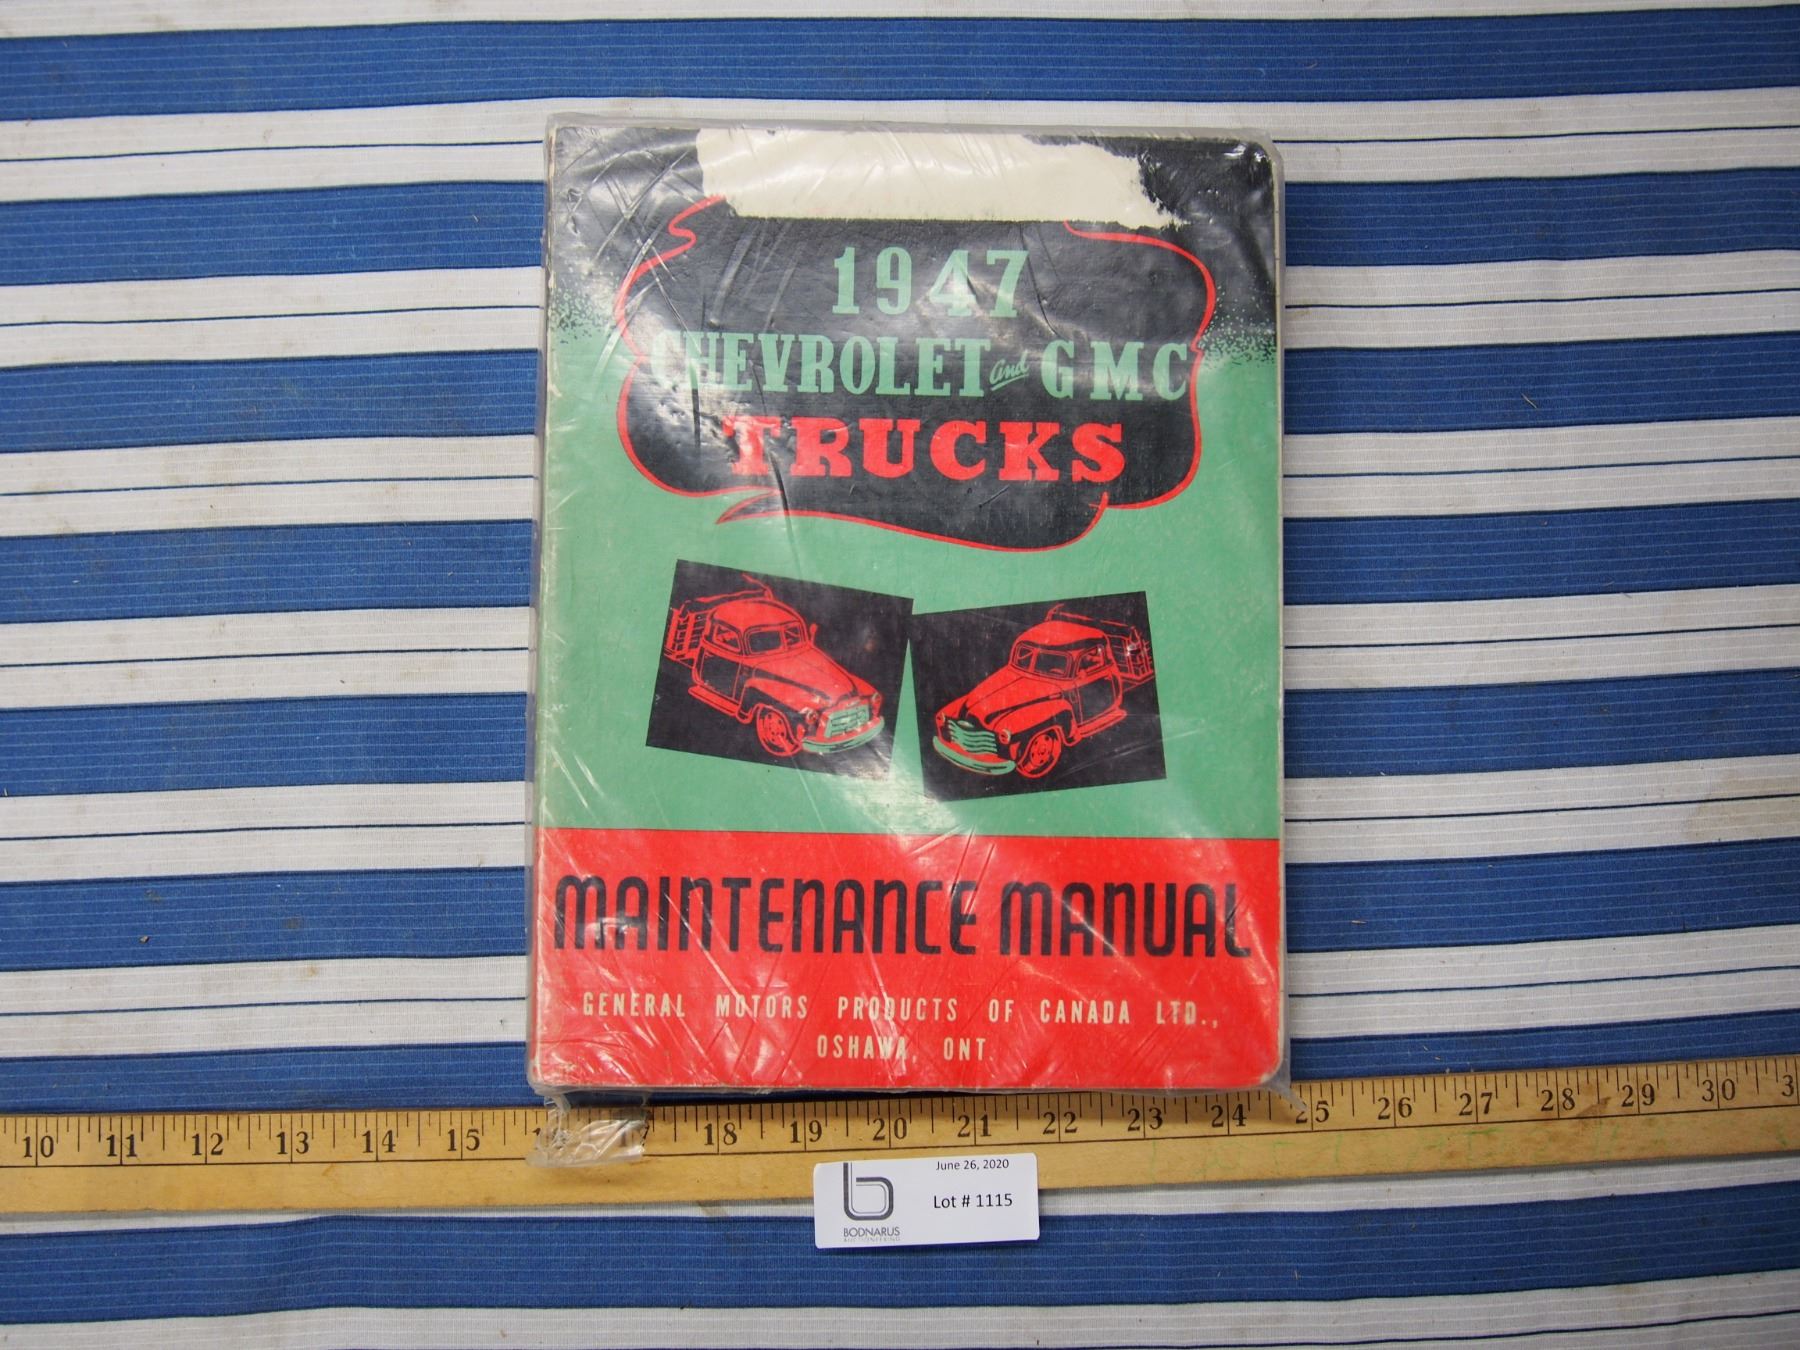 1947
CHEVROLET and GMC
TRUCKS
MAINTENANCE MANUAL
GENERAL MOTORS PRODUCTS OF CANADA LTD.,
OSHAWA, ONT.
10 11 12 13 14 15 17 18 19 20 21 22 23 24 25 26 27 28 29 30 3
June 26, 2020
Lot # 1115
BODNARUS
AUCTIONEERING